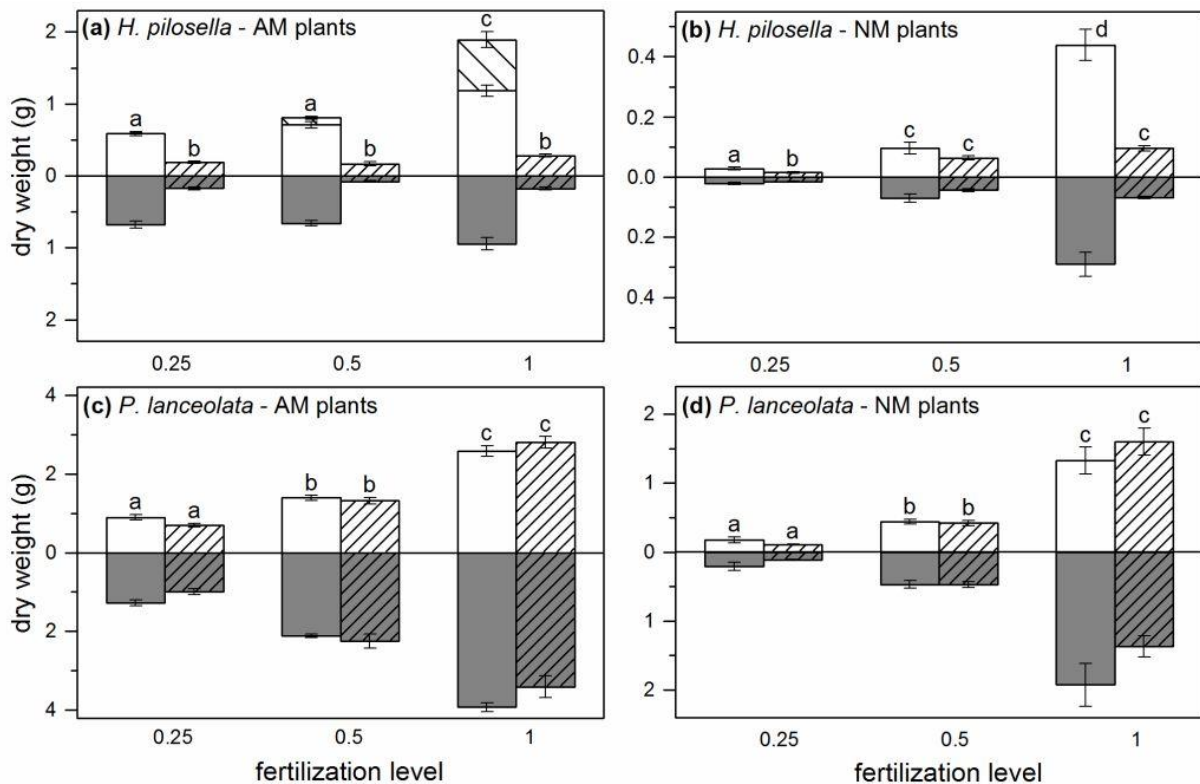 (a) H. pilosella - AM plants
dry weight (g)
2
1
0
1
2
a
b
a
b
c
b
0.25
0.5
1
(b) H. pilosella - NM plants
0.4
0.2
0.0
0.2
0.4
a
b
c
c
d
c
0.25
0.5
1
(c) P. lanceolata - AM plants
dry weight (g)
4
2
0
2
4
a
a
b
b
c
c
0.25
0.5
1
fertilization level
(d) P. lanceolata - NM plants
2
1
0
1
2
a
a
b
b
c
c
0.25
0.5
1
fertilization level